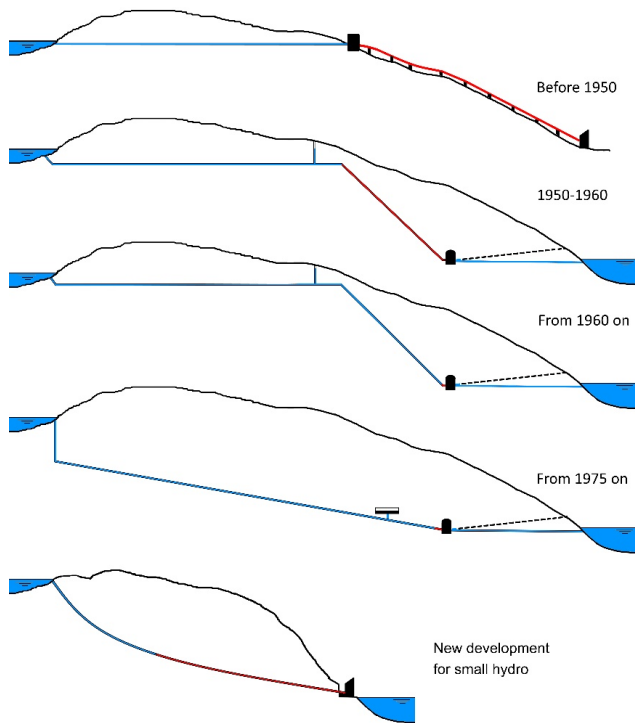 Before 1950
1950-1960
From 1960 on
From 1975 on
New development
for small hydro